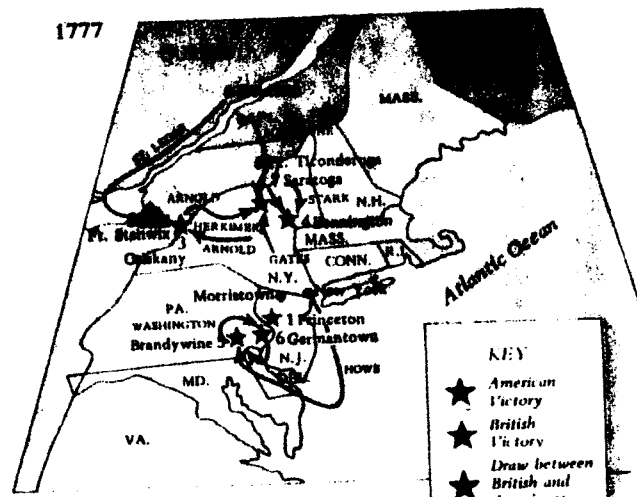 1777
MASS.
St. Lawrence
Ticonderoga
Saratoga
ARNOLD
STARK
N.H.
Ft. Stanwix
HERKIMER
4 Bennington
3
ARNOLD
MASS.
Oriskany
GATES
CONN.
R.I.
N.Y.
Atlantic Ocean
Morristown
New York
PA.
WASHINGTON
1 Princeton
Brandywine 5
6 Germantown
N.J.
HOWE
MD.
VA.
KEY
American
Victory
British
Victory
Draw between
British and